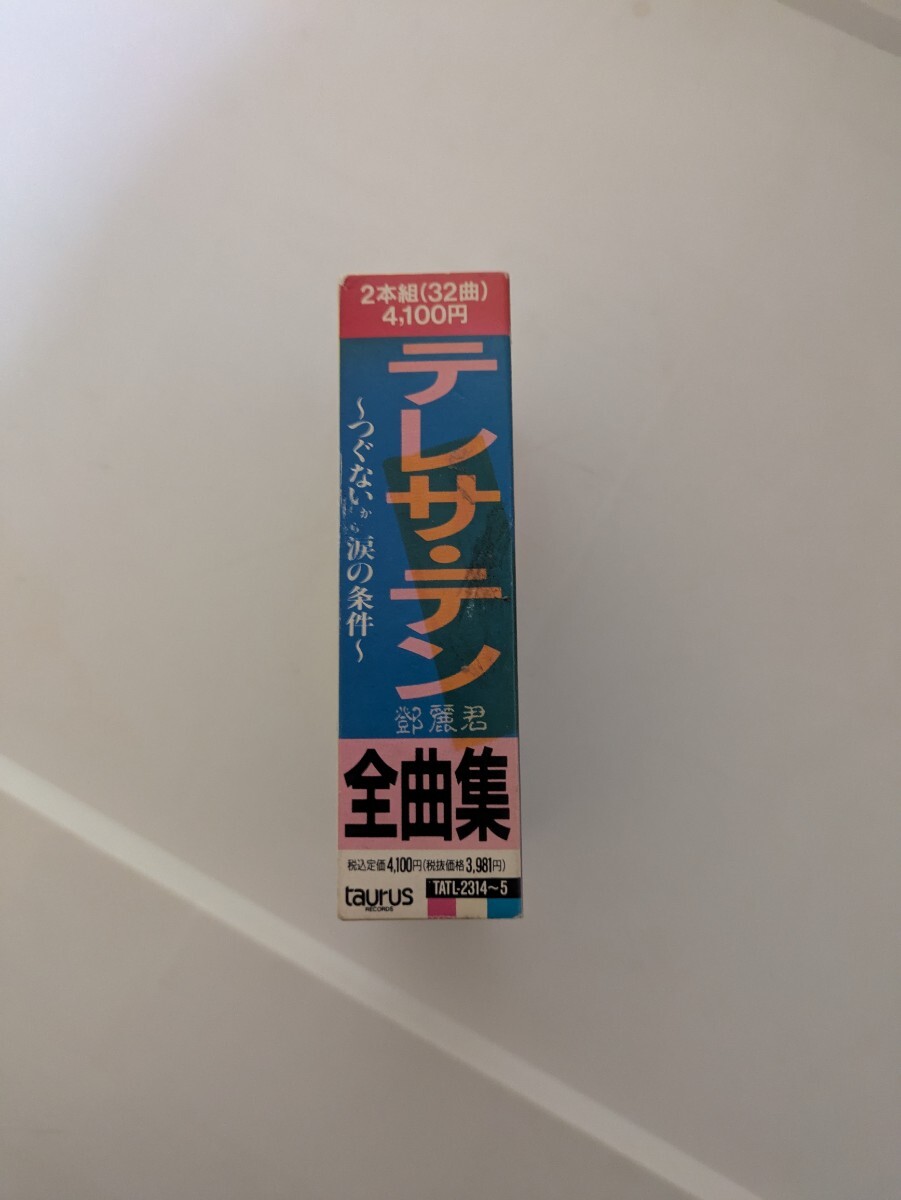 2本組(32曲)
4,100円
テレサ・テン
~つぐないから涙の条件~
鄧麗君
全曲集
税込定価4,100円(税抜価格3,981円)
taurus
RECORDS
TATL-2314~5